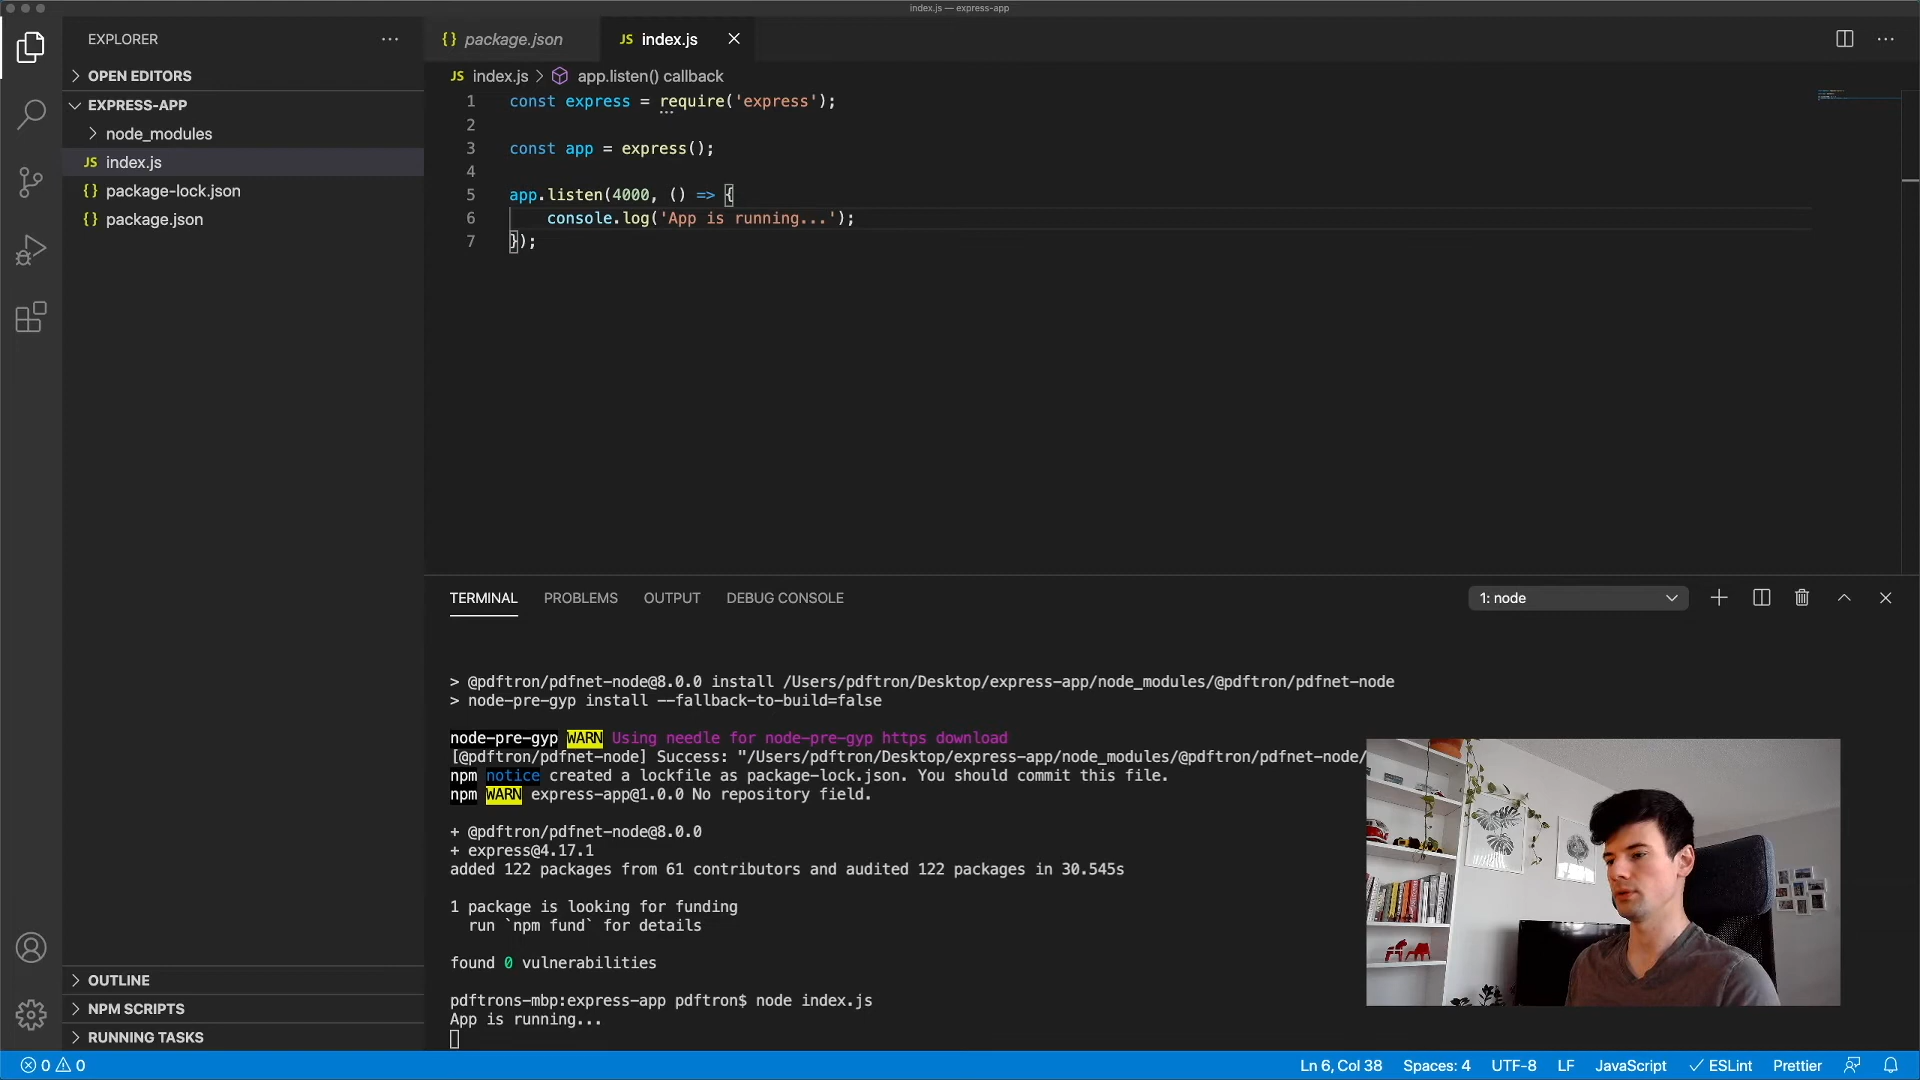 index.js — express-app
EXPLORER
OPEN EDITORS
EXPRESS-APP
node_modules
JS index.js
{} package-lock.json
{} package.json
OUTLINE
NPM SCRIPTS
RUNNING TASKS
{} package.json
JS index.js
JS index.js > app.listen() callback
1 const express = require('express');
2
3 const app = express();
4
5 app.listen(4000, () => {
6 console.log('App is running...');
7 });
TERMINAL PROBLEMS OUTPUT DEBUG CONSOLE
1: node
> @pdftron/pdfnet-node@8.0.0 install /Users/pdftron/Desktop/express-app/node_modules/@pdftron/pdfnet-node
> node-pre-gyp install --fallback-to-build=false
node-pre-gyp WARN Using needle for node-pre-gyp https download
[@pdftron/pdfnet-node] Success: "/Users/pdftron/Desktop/express-app/node_modules/@pdftron/pdfnet-node/
npm notice created a lockfile as package-lock.json. You should commit this file.
npm WARN express-app@1.0.0 No repository field.
+ @pdftron/pdfnet-node@8.0.0
+ express@4.17.1
added 122 packages from 61 contributors and audited 122 packages in 30.545s
1 package is looking for funding
run `npm fund` for details
found 0 vulnerabilities
pdftrons-mbp:express-app pdftron$ node index.js
App is running...
0 0
Ln 6, Col 38 Spaces: 4 UTF-8 LF JavaScript ESLint Prettier